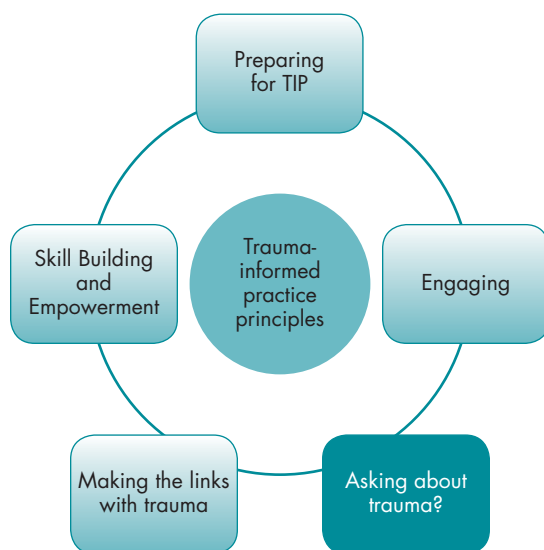 Preparing
for TIP
Engaging
Asking about
trauma?
Making the links
with trauma
Skill Building
and
Empowerment
Trauma-
informed
practice
principles